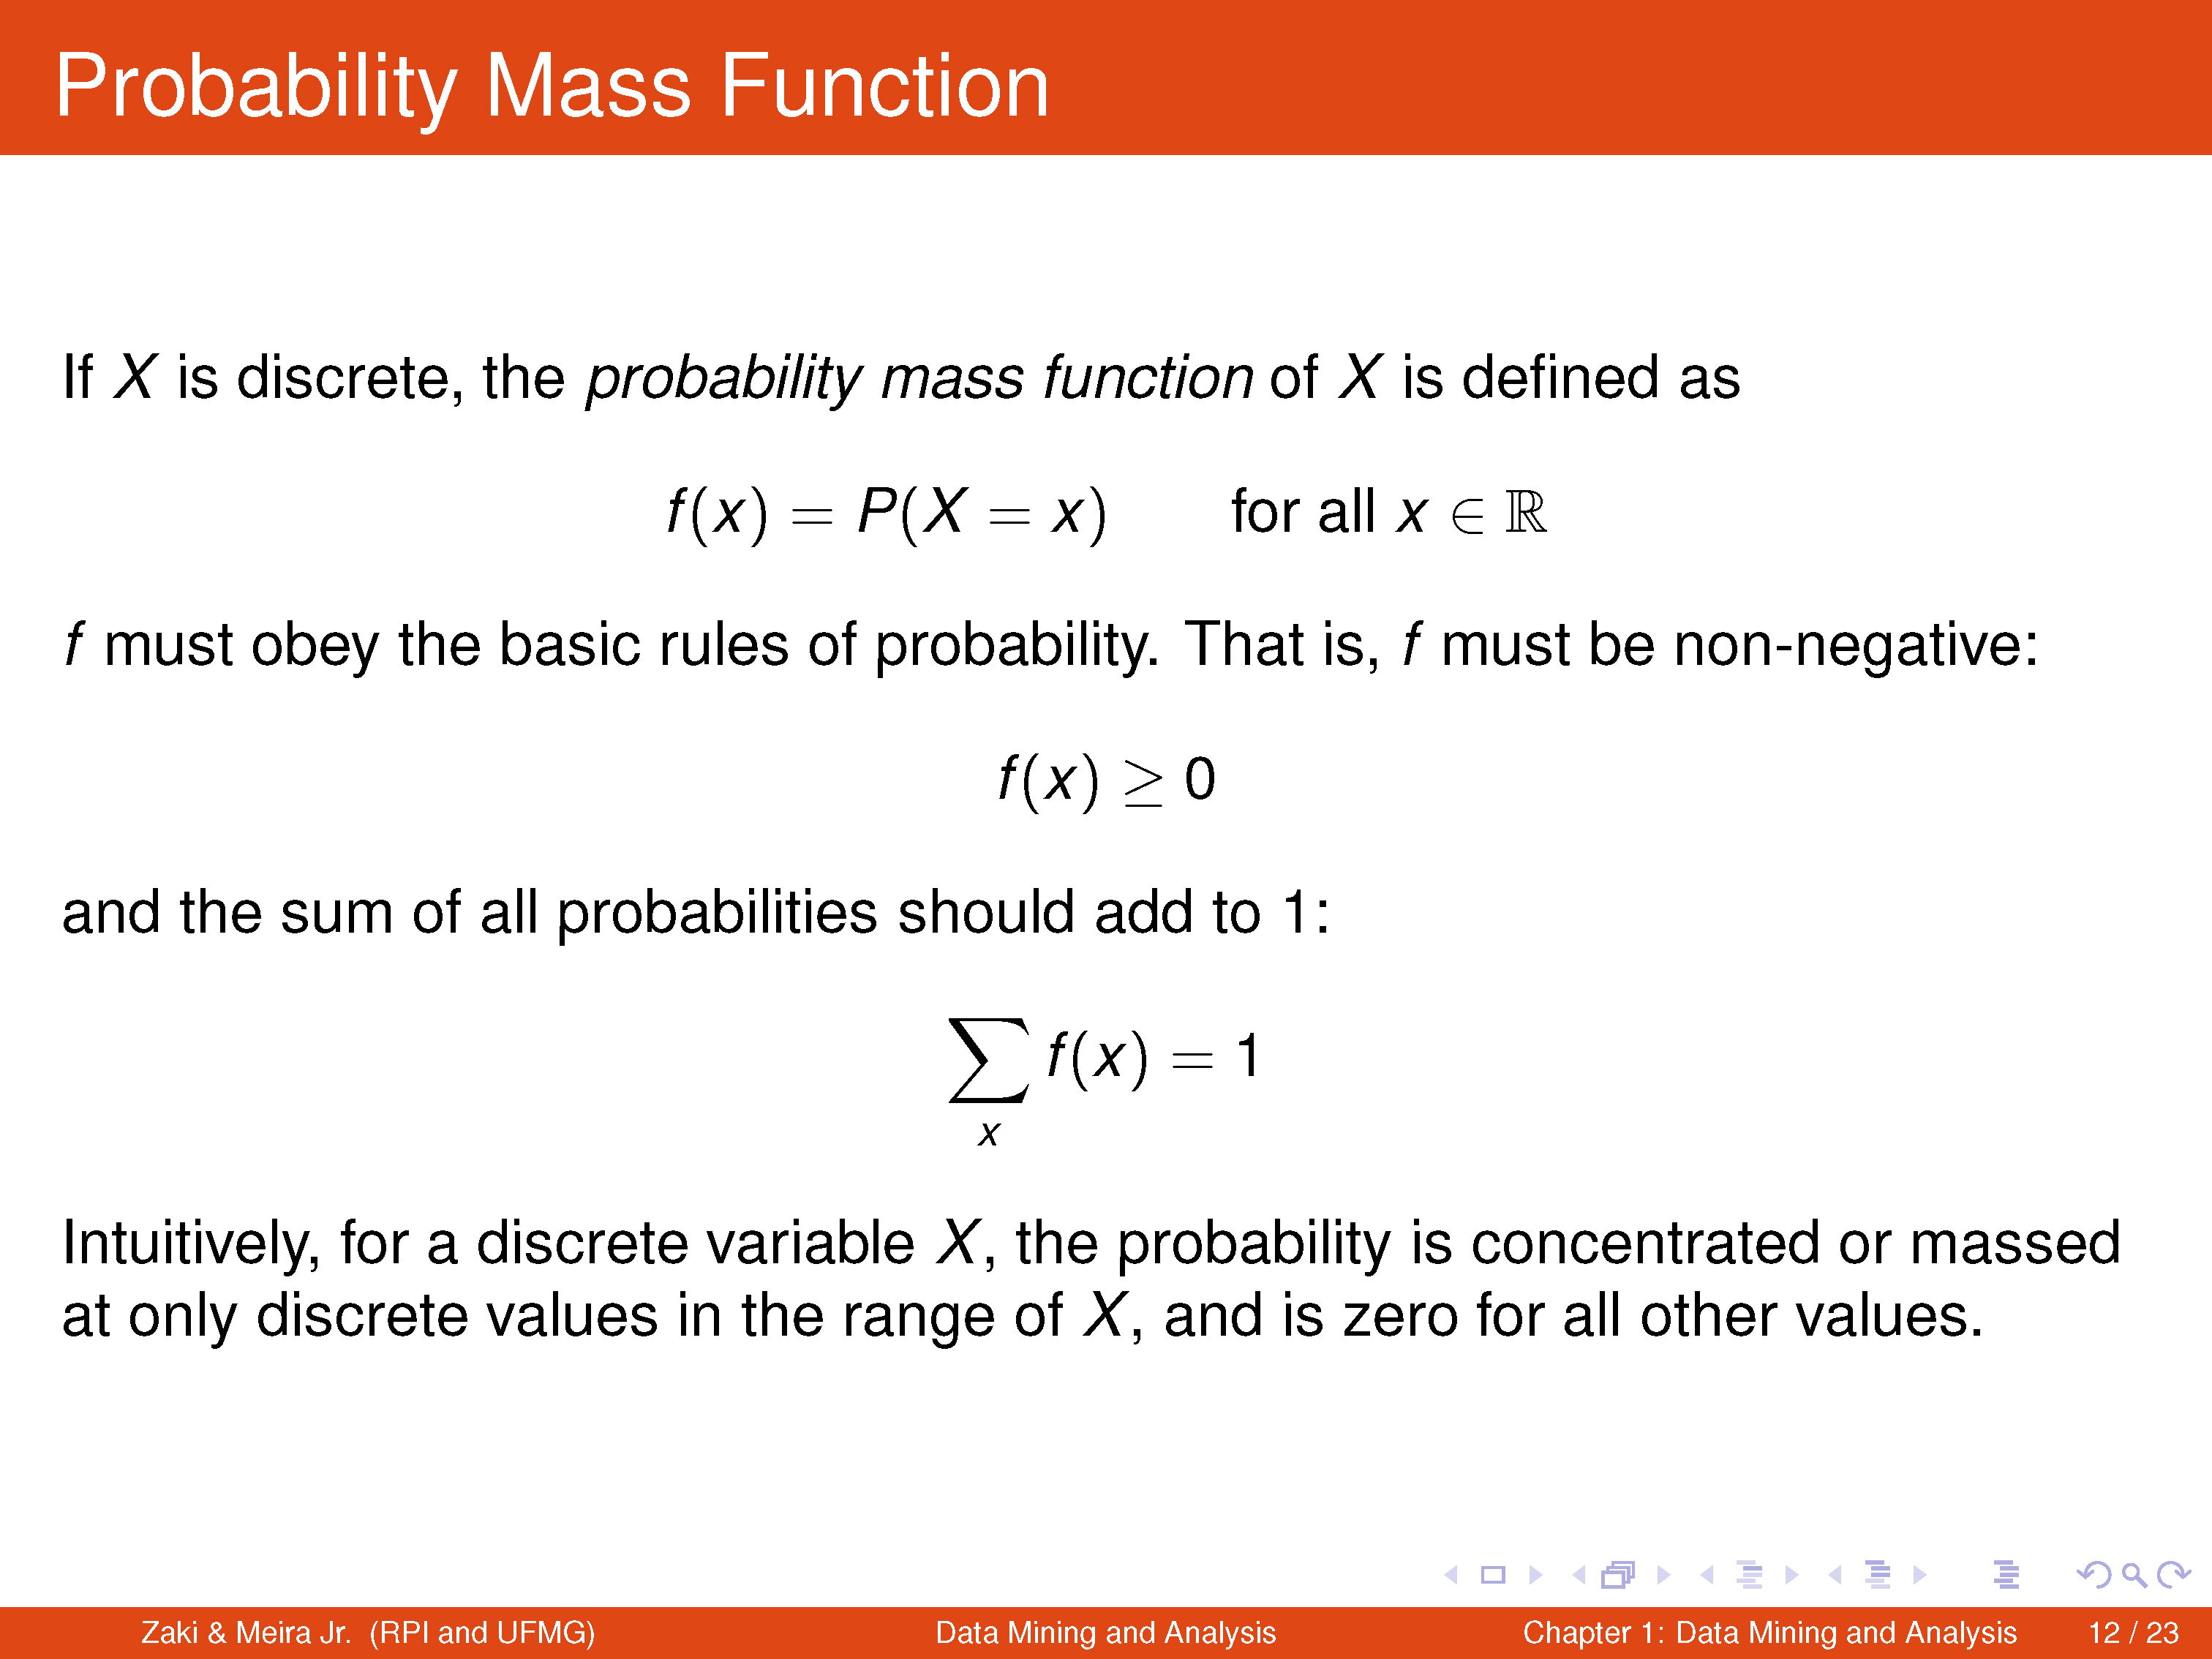 Probability Mass Function
If X is discrete, the probability mass function of X is defined as
f(x) = P(X = x) for all x ∈ ℝ
f must obey the basic rules of probability. That is, f must be non-negative:
f(x) ≥ 0
and the sum of all probabilities should add to 1:
∑ f(x) = 1
x
Intuitively, for a discrete variable X, the probability is concentrated or massed
at only discrete values in the range of X, and is zero for all other values.
Zaki & Meira Jr. (RPI and UFMG) Data Mining and Analysis Chapter 1: Data Mining and Analysis 12 / 23